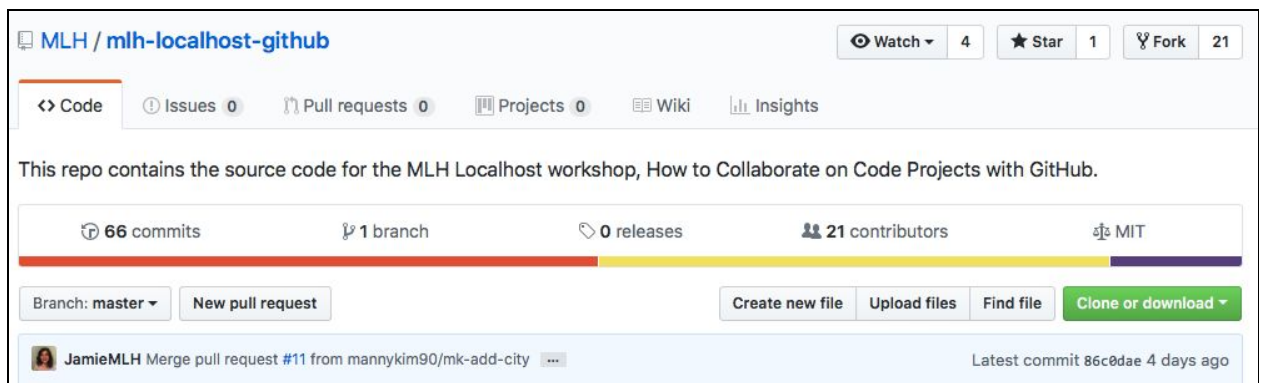 MLH / mlh-localhost-github Watch 4 Star 1 Fork 21
Code Issues 0 Pull requests 0 Projects 0 Wiki Insights
This repo contains the source code for the MLH Localhost workshop, How to Collaborate on Code Projects with GitHub.
66 commits 1 branch 0 releases 21 contributors MIT
Branch: master New pull request Create new file Upload files Find file Clone or download
JamieMLH Merge pull request #11 from mannykim90/mk-add-city ... Latest commit 86c0dae 4 days ago